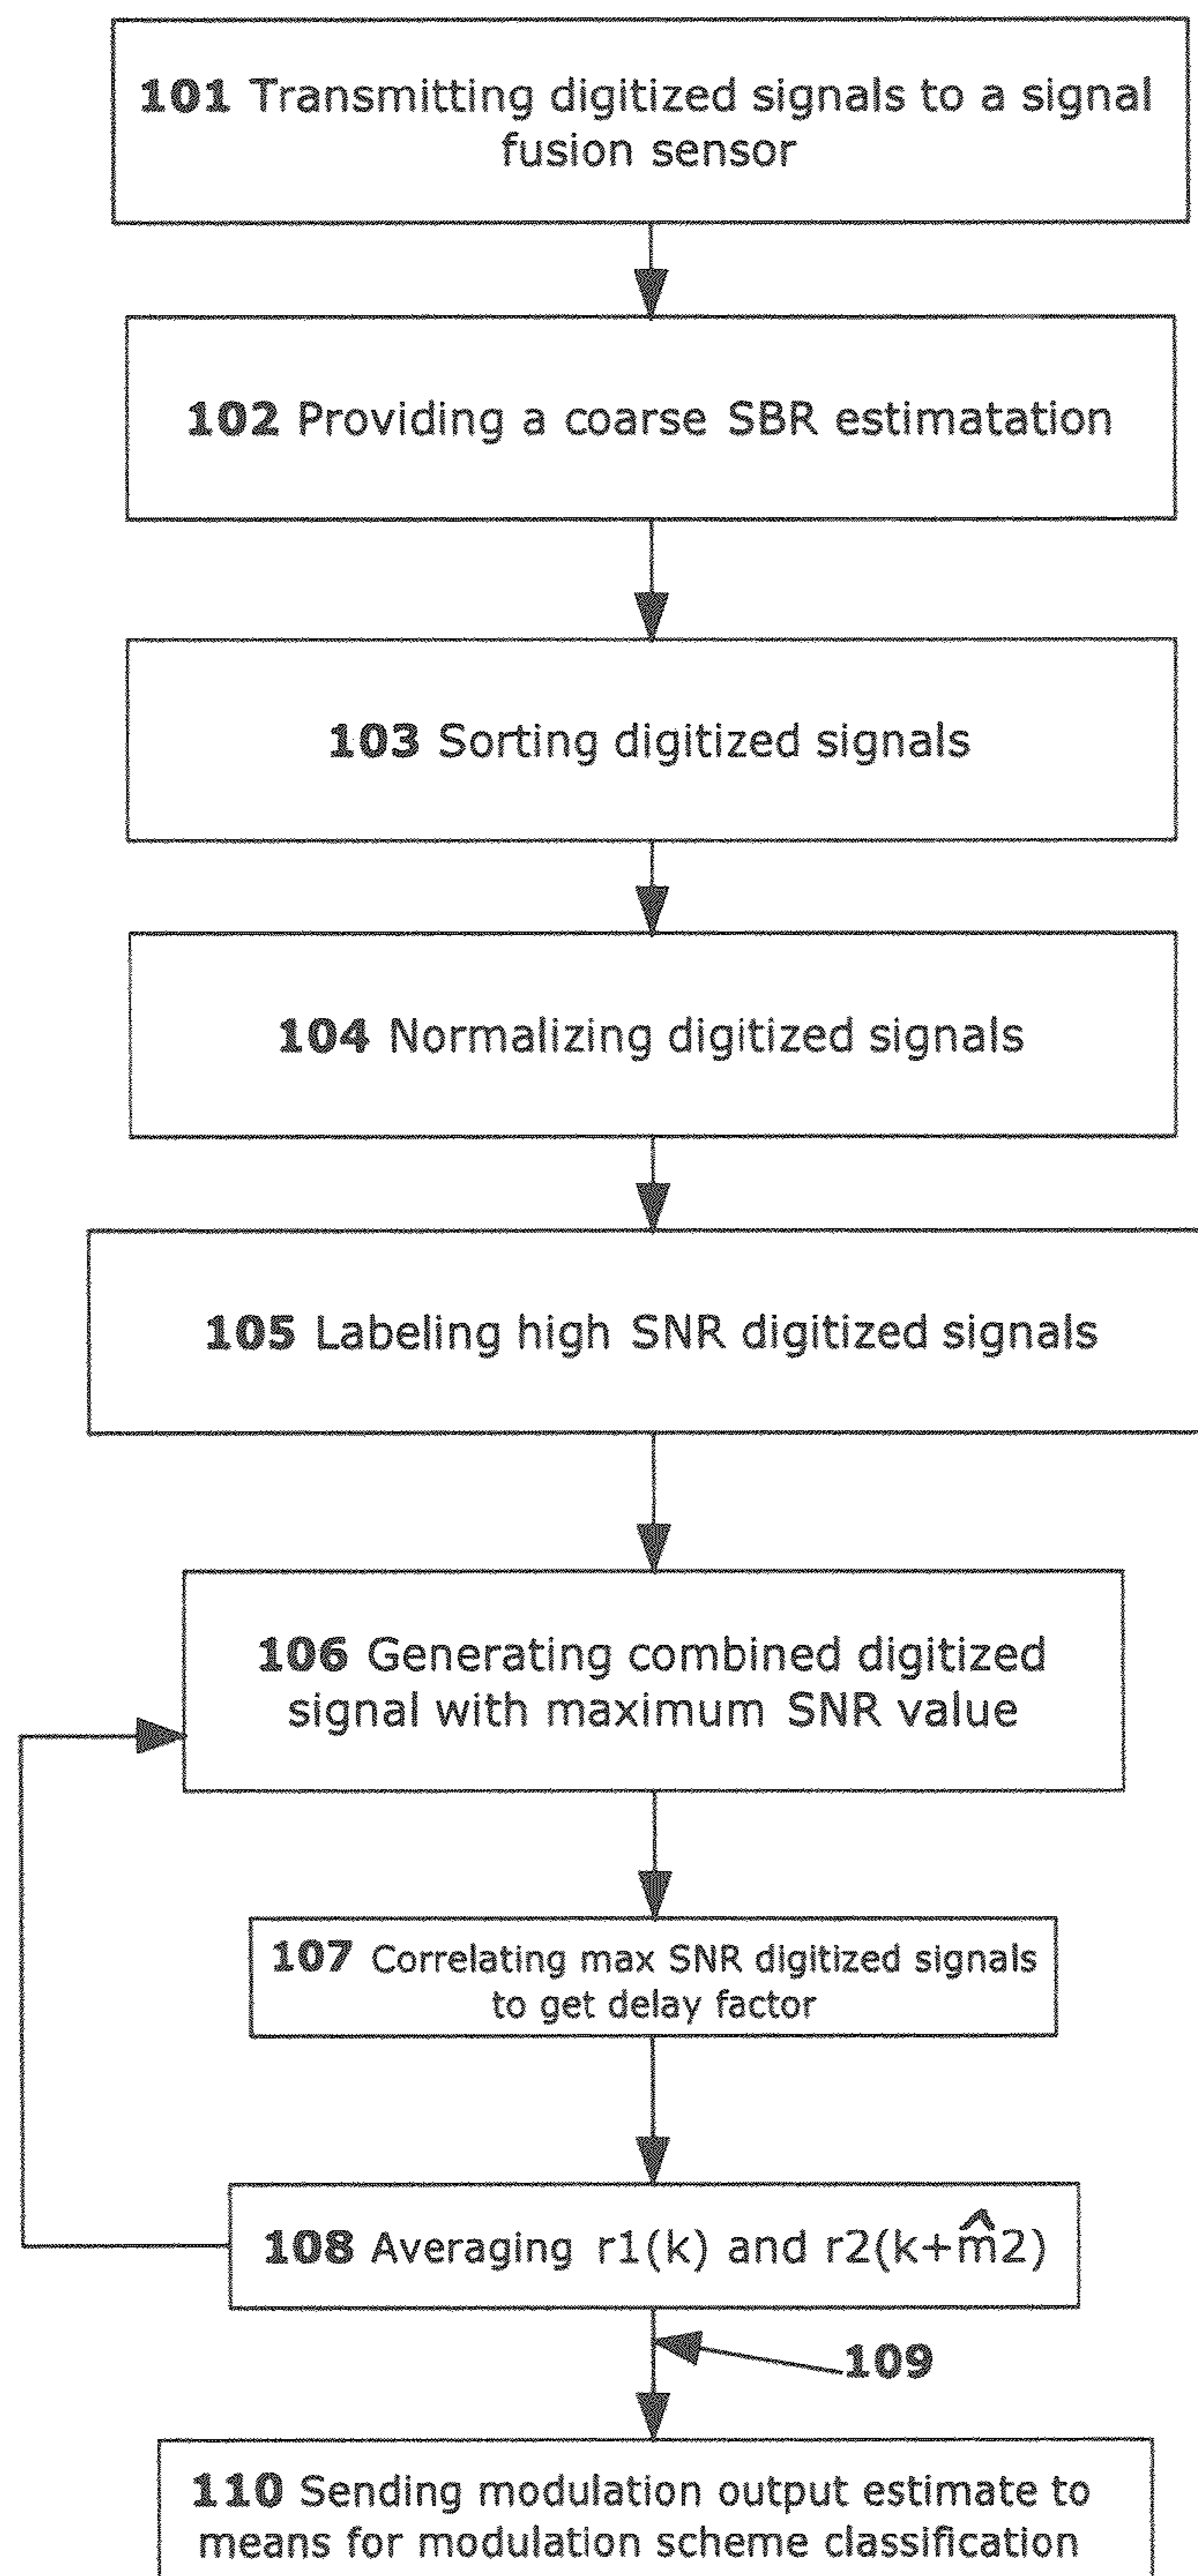 101 Transmitting digitized signals to a signal
fusion sensor
102 Providing a coarse SBR estimatation
103 Sorting digitized signals
104 Normalizing digitized signals
105 Labeling high SNR digitized signals
106 Generating combined digitized
signal with maximum SNR value
107 Correlating max SNR digitized signals
to get delay factor
108 Averaging r1(k) and r2(k+m̂2)
109
110 Sending modulation output estimate to
means for modulation scheme classification